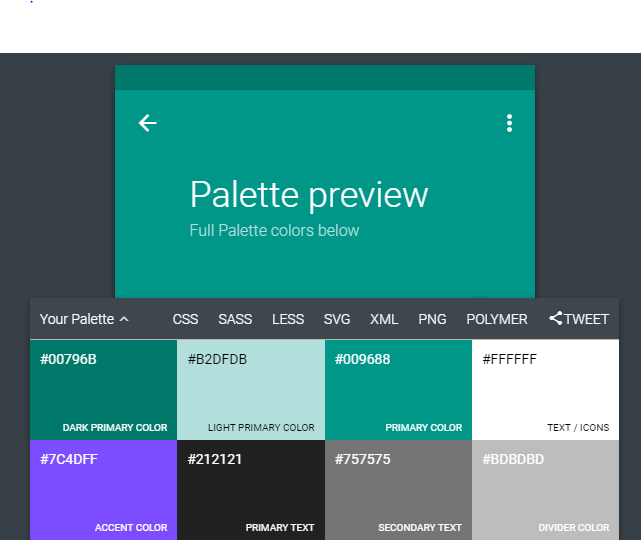 Palette preview
Full Palette colors below
Your Palette CSS SASS LESS SVG XML PNG POLYMER TWEET
#00796B #B2DFDB #009688 #FFFFFF
DARK PRIMARY COLOR LIGHT PRIMARY COLOR PRIMARY COLOR TEXT / ICONS
#7C4DFF #212121 #757575 #BDBDBD
ACCENT COLOR PRIMARY TEXT SECONDARY TEXT DIVIDER COLOR